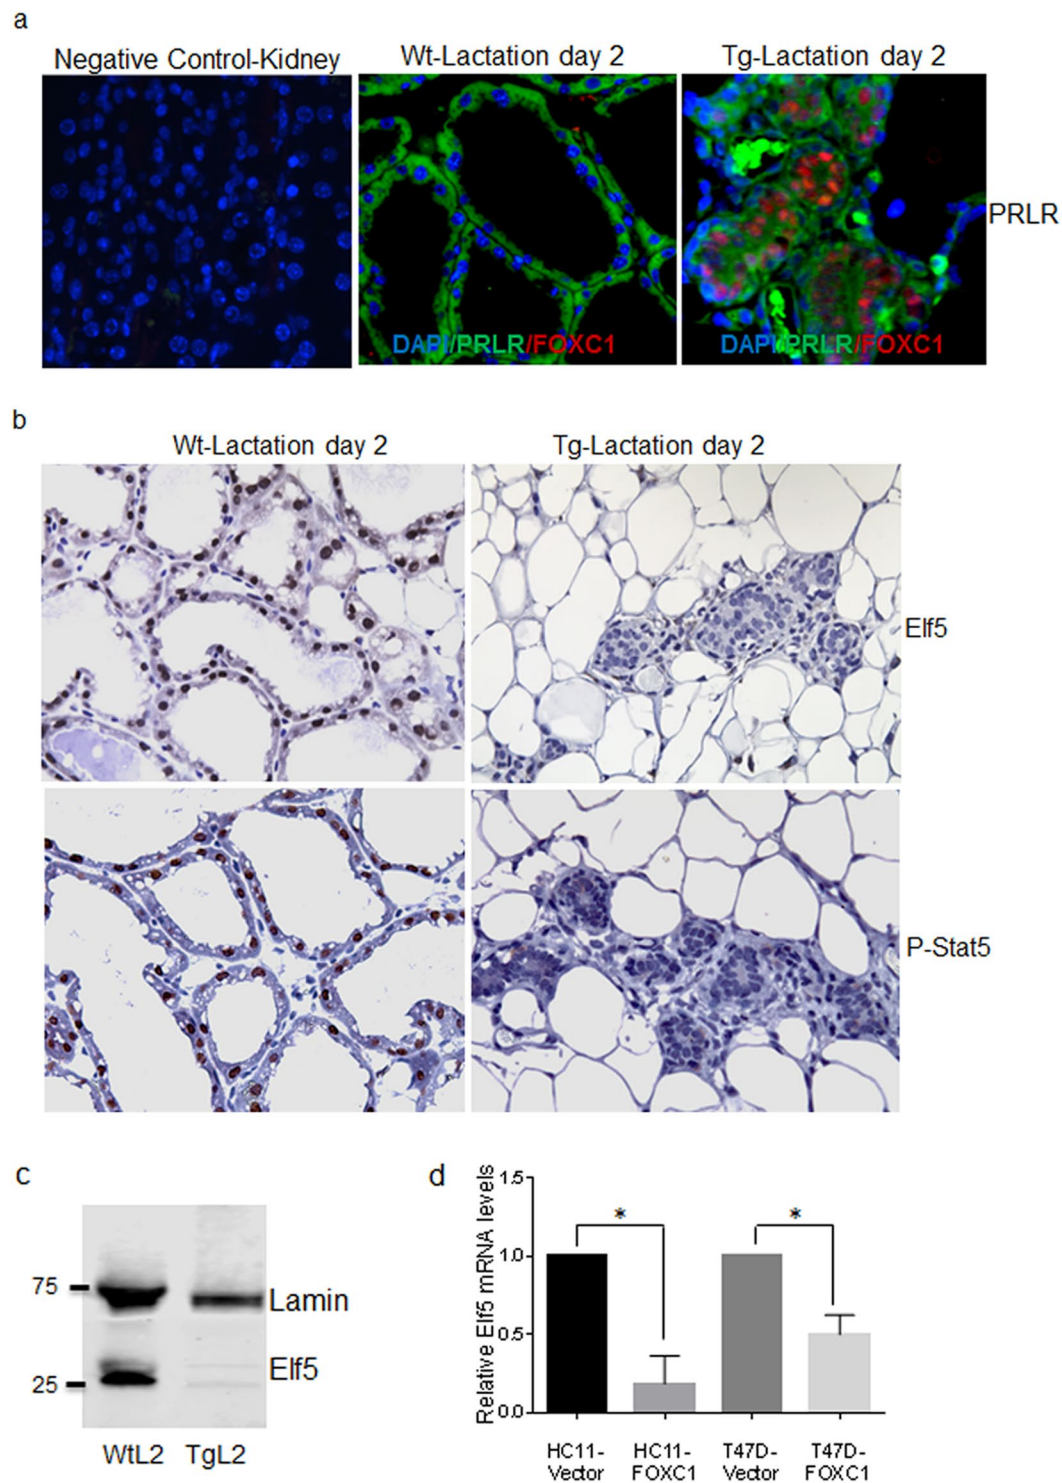 a
Negative Control-Kidney
Wt-Lactation day 2
Tg-Lactation day 2
PRLR
DAPI/PRLR/FOXC1
DAPI/PRLR/FOXC1
b
Wt-Lactation day 2
Tg-Lactation day 2
Elf5
P-Stat5
c
75
Lamin
Elf5
25
WtL2 TgL2
d
Relative Elf5 mRNA levels
1.5
1.0
0.5
0.0
*
*
HC11-
Vector
HC11-
FOXC1
T47D-
Vector
T47D-
FOXC1